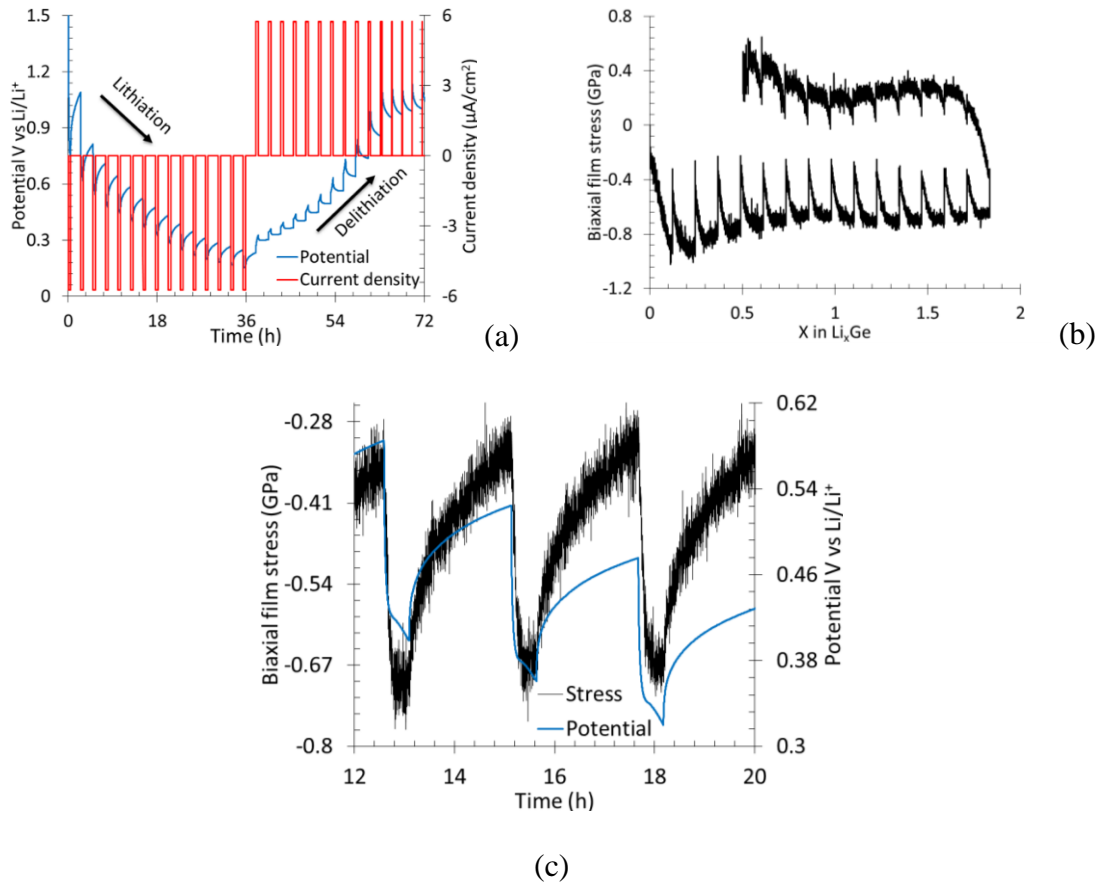 1.5
1.2
0.9
0.6
0.3
0
Potential V vs Li/Li⁺
6
3
0
-3
-6
Current density (µA/cm²)
0
18
36
54
72
Time (h)
Lithiation
Delithiation
Potential
Current density
(a)
0.8
0.4
0
-0.4
-0.8
-1.2
Biaxial film stress (GPa)
0
0.5
1
1.5
2
X in LiₓGe
(b)
-0.28
-0.41
-0.54
-0.67
-0.8
Biaxial film stress (GPa)
0.62
0.54
0.46
0.38
0.3
Potential V vs Li/Li⁺
Stress
Potential
12
14
16
18
20
Time (h)
(c)